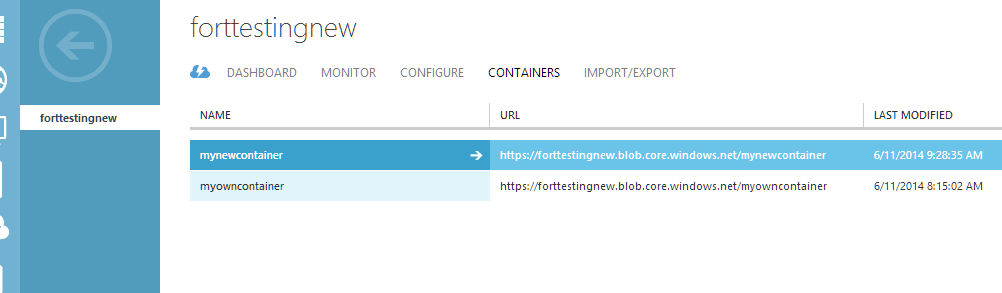 forttestingnew
DASHBOARD MONITOR CONFIGURE CONTAINERS IMPORT/EXPORT
forttestingnew
NAME URL LAST MODIFIED
mynewcontainer https://forttestingnew.blob.core.windows.net/mynewcontainer 6/11/2014 9:28:35 AM
myowncontainer https://forttestingnew.blob.core.windows.net/myowncontainer 6/11/2014 8:15:02 AM